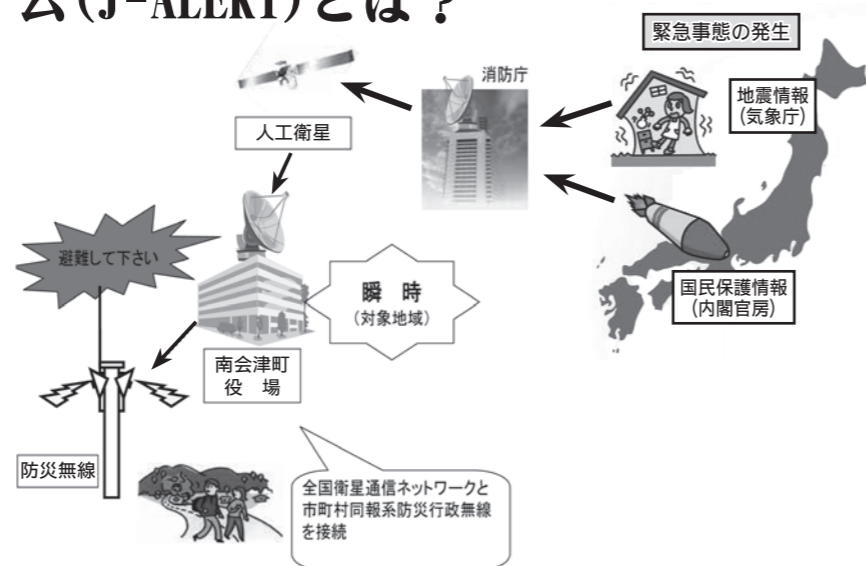 ム(J-ALERT)とは？
緊急事態の発生
消防庁
地震情報
(気象庁)
人工衛星
避難して下さい
瞬　時
(対象地域)
国民保護情報
(内閣官房)
南会津町
役　場
防災無線
全国衛星通信ネットワークと
市町村同報系防災行政無線
を接続